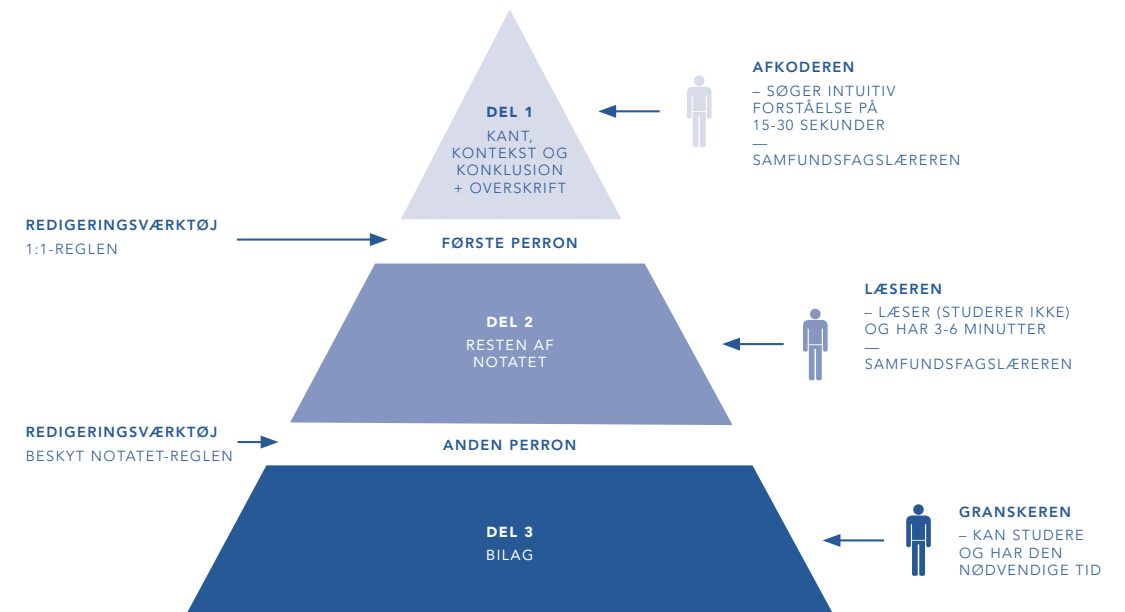 DEL 1
KANT,
KONTEKST OG
KONKLUSION
+ OVERSKRIFT
AFKODEREN
– SØGER INTUITIV
FORSTÅELSE PÅ
15-30 SEKUNDER
—
SAMFUNDSFAGSLÆREREN
REDIGERINGSVÆRKTØJ
1:1-REGLEN
FØRSTE PERRON
DEL 2
RESTEN AF
NOTATET
LÆSEREN
– LÆSER (STUDERER IKKE)
OG HAR 3-6 MINUTTER
—
SAMFUNDSFAGSLÆREREN
REDIGERINGSVÆRKTØJ
BESKYT NOTATET-REGLEN
ANDEN PERRON
DEL 3
BILAG
GRANSKEREN
– KAN STUDERE
OG HAR DEN
NØDVENDIGE TID